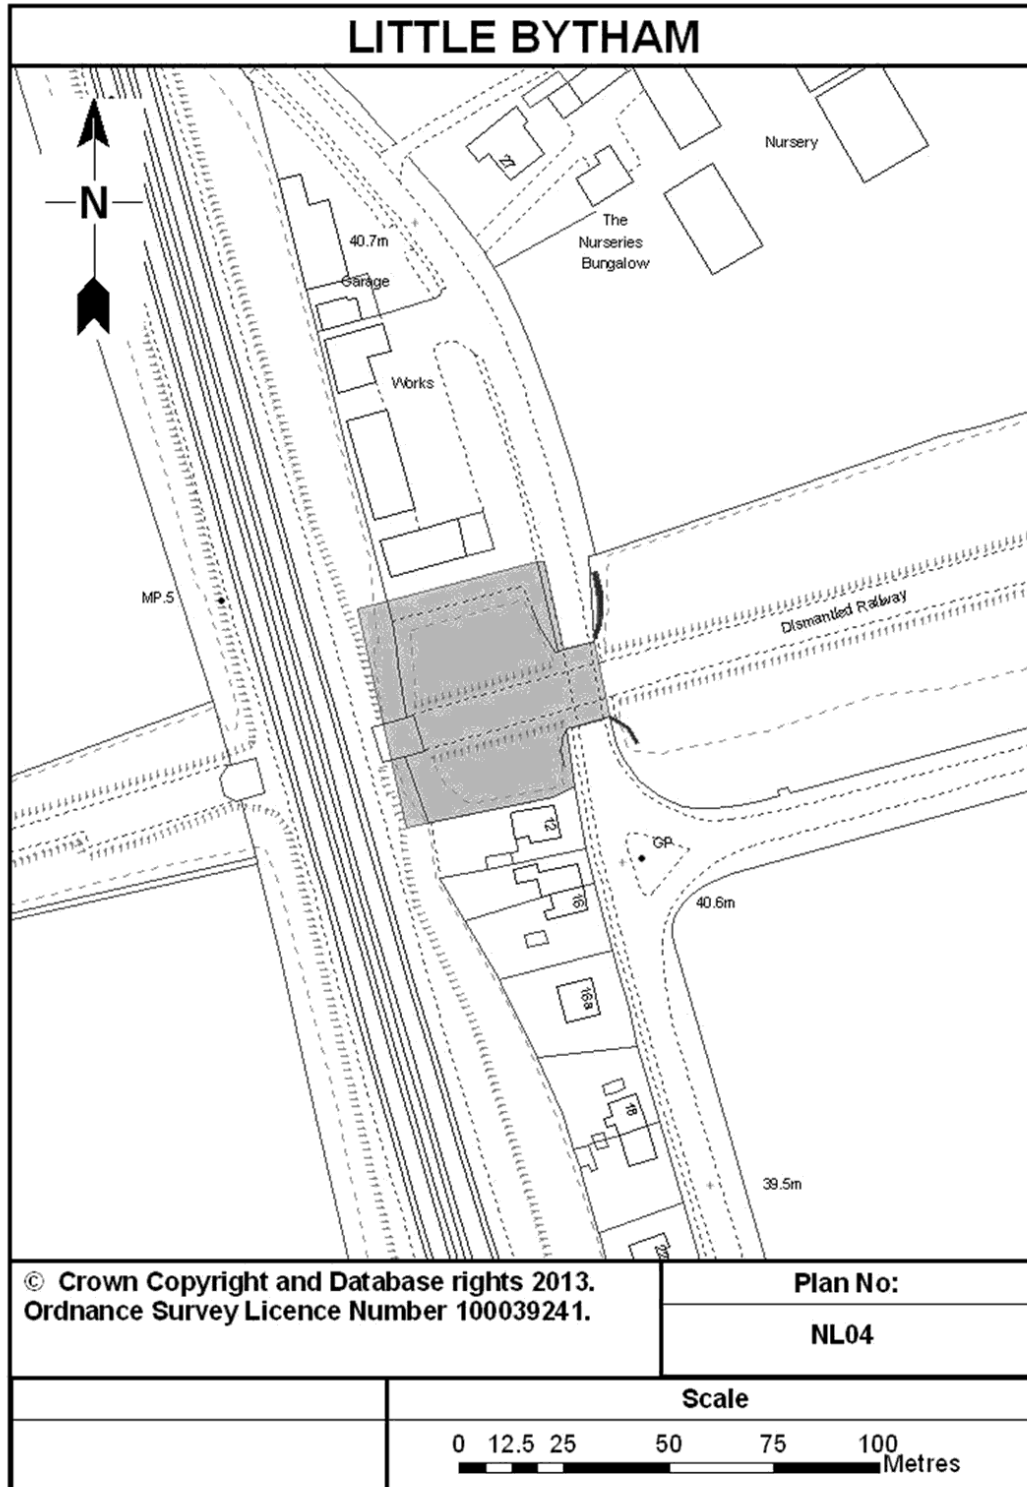 LITTLE BYTHAM
N
27
Nursery
The
Nurseries
Bungalow
40.7m
Garage
Works
MP.5
Dismantled Railway
12
GP
16
40.6m
16a
18
39.5m
22
© Crown Copyright and Database rights 2013.
Ordnance Survey Licence Number 100039241.
Plan No:
NL04
Scale
0 12.5 25 50 75 100
Metres